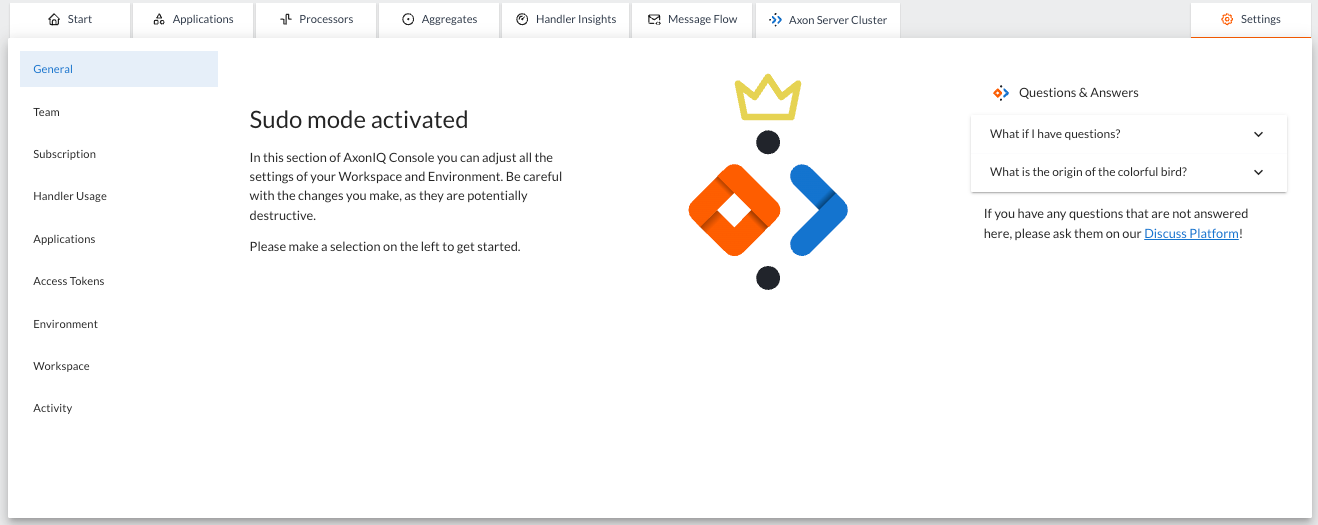 Start
Applications
Processors
Aggregates
Handler Insights
Message Flow
Axon Server Cluster
Settings
General
Team
Subscription
Handler Usage
Applications
Access Tokens
Environment
Workspace
Activity
Sudo mode activated
In this section of AxonIQ Console you can adjust all the
settings of your Workspace and Environment. Be careful
with the changes you make, as they are potentially
destructive.
Please make a selection on the left to get started.
Questions & Answers
What if I have questions?
What is the origin of the colorful bird?
If you have any questions that are not answered
here, please ask them on our Discuss Platform!